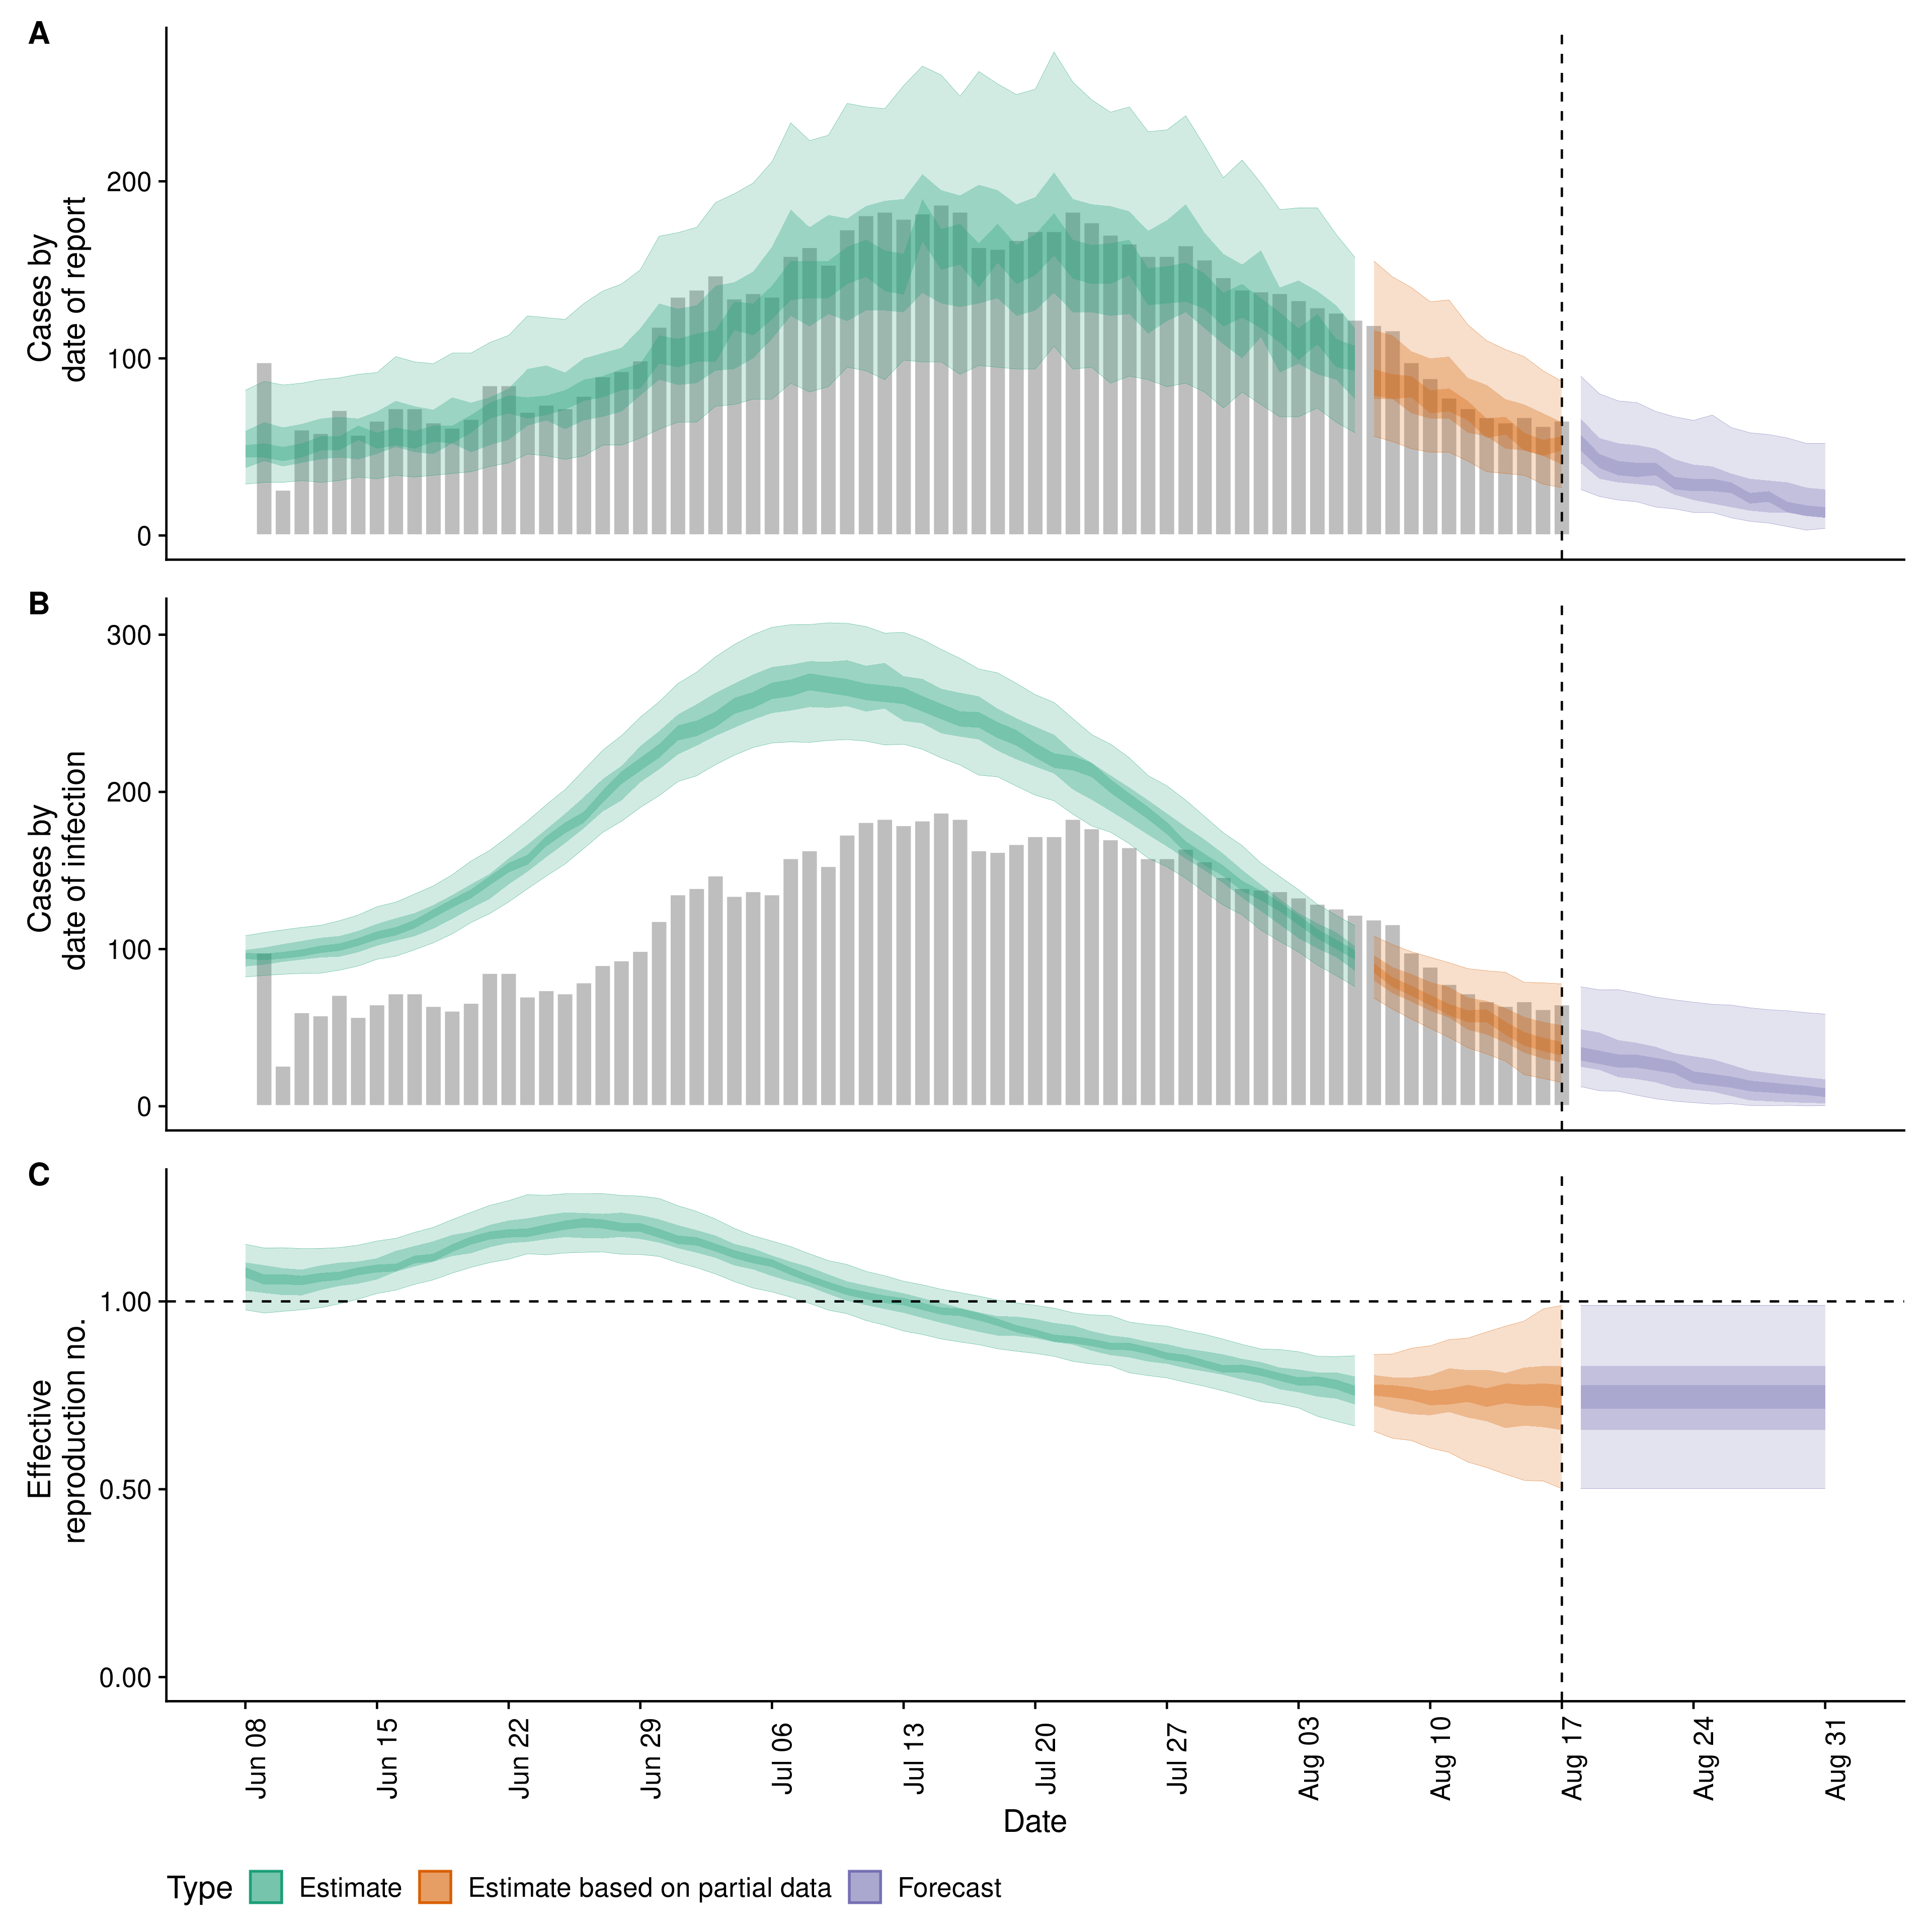 A
Cases by
date of report
200
100
0
B
Cases by
date of infection
300
200
100
0
C
Effective
reproduction no.
1.00
0.50
0.00
Jun 08
Jun 15
Jun 22
Jun 29
Jul 06
Jul 13
Jul 20
Jul 27
Aug 03
Aug 10
Aug 17
Aug 24
Aug 31
Date
Type Estimate Estimate based on partial data Forecast